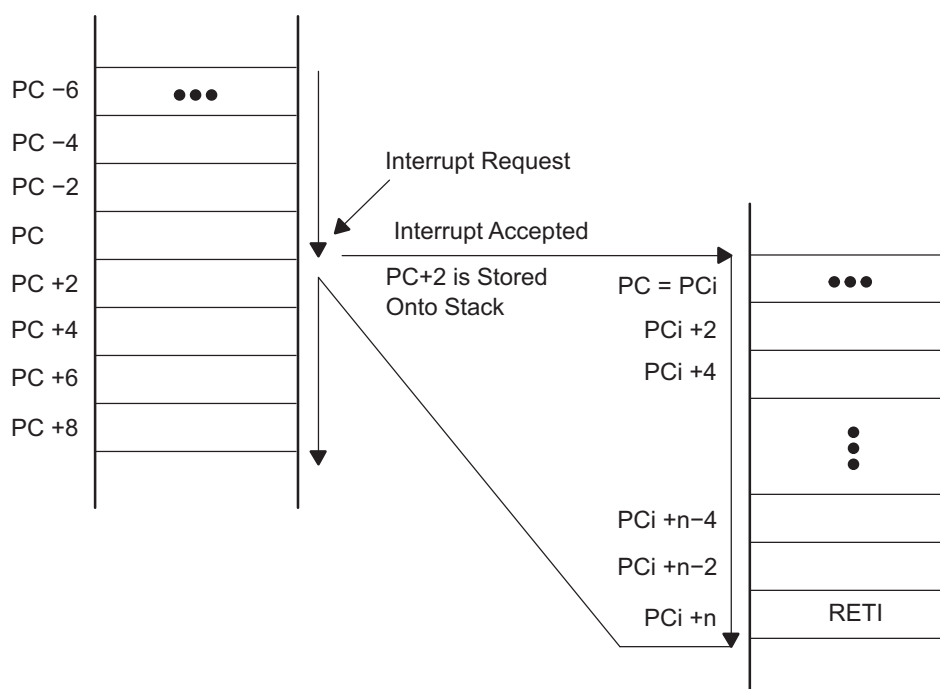 PC −6
PC −4
PC −2
PC
PC +2
PC +4
PC +6
PC +8
Interrupt Request
Interrupt Accepted
PC+2 is Stored
Onto Stack
PC = PCi
PCi +2
PCi +4
PCi +n−4
PCi +n−2
PCi +n
RETI